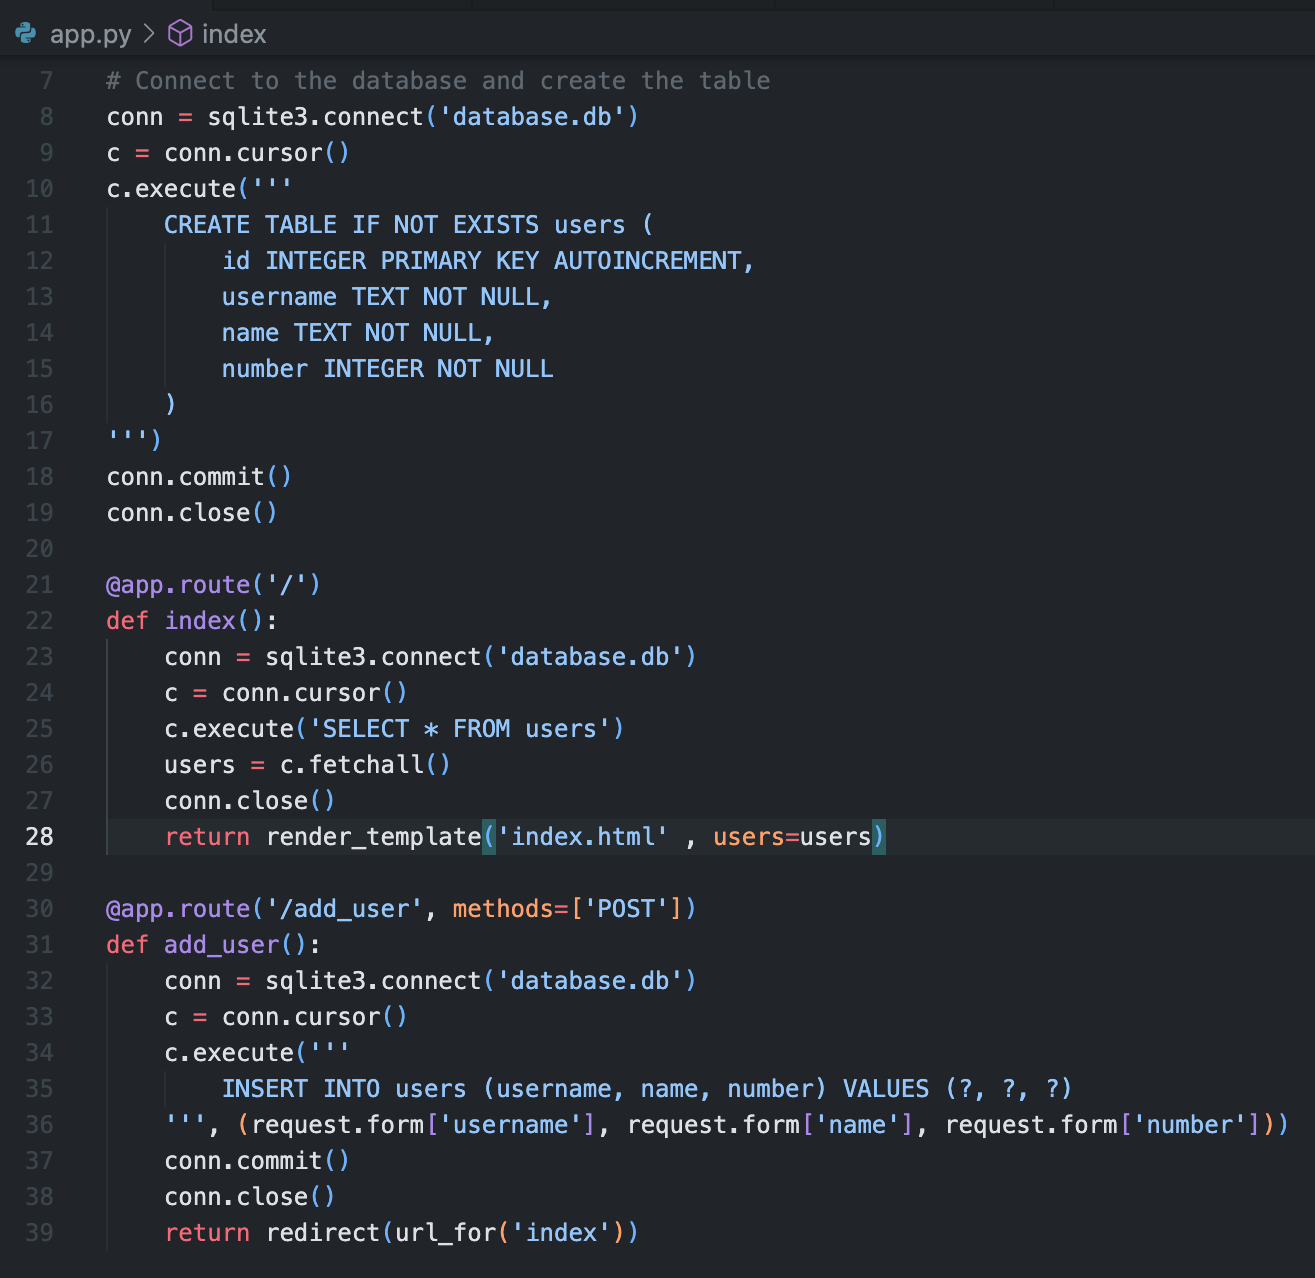 app.py > index
7 # Connect to the database and create the table
8 conn = sqlite3.connect('database.db')
9 c = conn.cursor()
10 c.execute('''
11     CREATE TABLE IF NOT EXISTS users (
12         id INTEGER PRIMARY KEY AUTOINCREMENT,
13         username TEXT NOT NULL,
14         name TEXT NOT NULL,
15         number INTEGER NOT NULL
16     )
17 ''')
18 conn.commit()
19 conn.close()
20
21 @app.route('/')
22 def index():
23     conn = sqlite3.connect('database.db')
24     c = conn.cursor()
25     c.execute('SELECT * FROM users')
26     users = c.fetchall()
27     conn.close()
28     return render_template('index.html' , users=users)
29
30 @app.route('/add_user', methods=['POST'])
31 def add_user():
32     conn = sqlite3.connect('database.db')
33     c = conn.cursor()
34     c.execute('''
35         INSERT INTO users (username, name, number) VALUES (?, ?, ?)
36     ''', (request.form['username'], request.form['name'], request.form['number']))
37     conn.commit()
38     conn.close()
39     return redirect(url_for('index'))